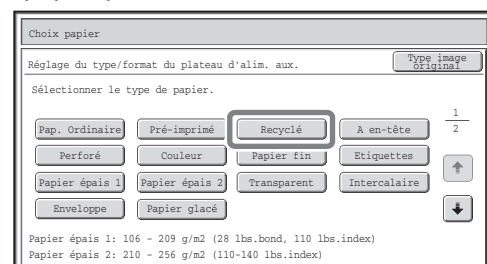 Choix papier
Réglage du type/format du plateau d'alim. aux.
Type image original
Sélectionner le type de papier.
Pap. Ordinaire Pré-imprimé Recyclé A en-tête
1
2
Perforé Couleur Papier fin Etiquettes
Papier épais 1 Papier épais 2 Transparent Intercalaire
Enveloppe Papier glacé
Papier épais 1: 106 - 209 g/m2 (28 lbs.bond, 110 lbs.index)
Papier épais 2: 210 - 256 g/m2 (110-140 lbs.index)